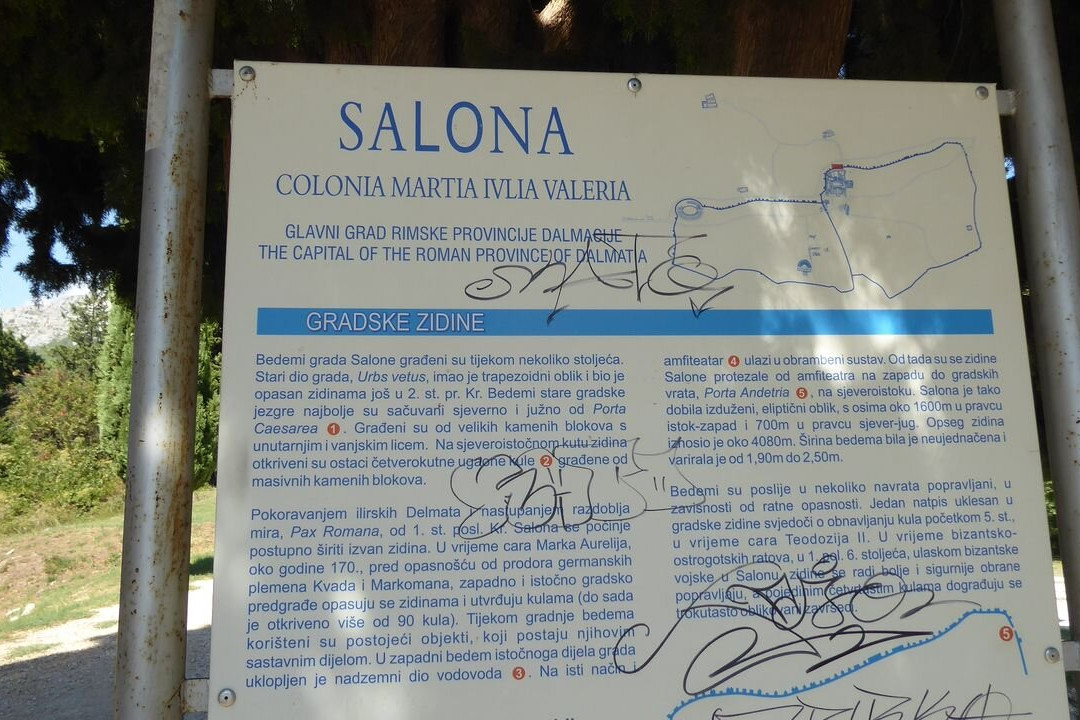 SALONA
COLONIA MARTIA IVLIA VALERIA
GLAVNI GRAD RIMSKE PROVINCIJE DALMACIJE
THE CAPITAL OF THE ROMAN PROVINCE OF DALMATIA
GRADSKE ZIDINE
Bedemi grada Salone građeni su tijekom nekoliko stoljeća.
Stari dio grada, Urbs vetus, imao je trapezoidni oblik i bio je
opasan zidinama još u 2. st. pr. Kr. Bedemi stare gradske
jezgre najbolje su sačuvani sjeverno i južno od Porta
Caesarea 1. Građeni su od velikih kamenih blokova s
unutarnjim i vanjskim licem. Na sjeveroistočnom kutu zidina
otkriveni su ostaci četverokutne ugaone kule 2 građene od
masivnih kamenih blokova.
Pokoravanjem ilirskih Delmata i nastupanjem razdoblja
mira, Pax Romana, od 1. st. posl. Kr. Salona se počinje
postupno širiti izvan zidina. U vrijeme cara Marka Aurelija,
oko godine 170., pred opasnošću od prodora germanskih
plemena Kvada i Markomana, zapadno i istočno gradsko
predgrađe opasuju se zidinama i utvrđuju kulama (do sada
je otkriveno više od 90 kula). Tijekom gradnje bedema
korišteni su postojeći objekti, koji postaju njihovim
sastavnim dijelom. U zapadni bedem istočnoga dijela grada
uklopljen je nadzemni dio vodovoda 3. Na isti način i
amfiteatar 4 ulazi u obrambeni sustav. Od tada su se zidine
Salone protezale od amfiteatra na zapadu do gradskih
vrata, Porta Andetria 5, na sjeveroistoku. Salona je tako
dobila izduženi, eliptični oblik, s osima oko 1600m u pravcu
istok-zapad i 700m u pravcu sjever-jug. Opseg zidina
iznosio je oko 4080m. Širina bedema bila je neujednačena i
varirala je od 1,90m do 2,50m.
Bedemi su poslije u nekoliko navrata popravljani, u
zavisnosti od ratne opasnosti. Jedan natpis uklesan u
gradske zidine svjedoči o obnavljanju kula početkom 5. st.,
u vrijeme cara Teodozija II. U vrijeme bizantsko-
ostrogotskih ratova, u 1. pol. 6. stoljeća, ulaskom bizantske
vojske u Salonu, zidine se radi bolje i sigurnije obrane
popravljaju, a pojedinim četvrtastim kulama dograđuju se
trokutasto oblikovani završeci.
5